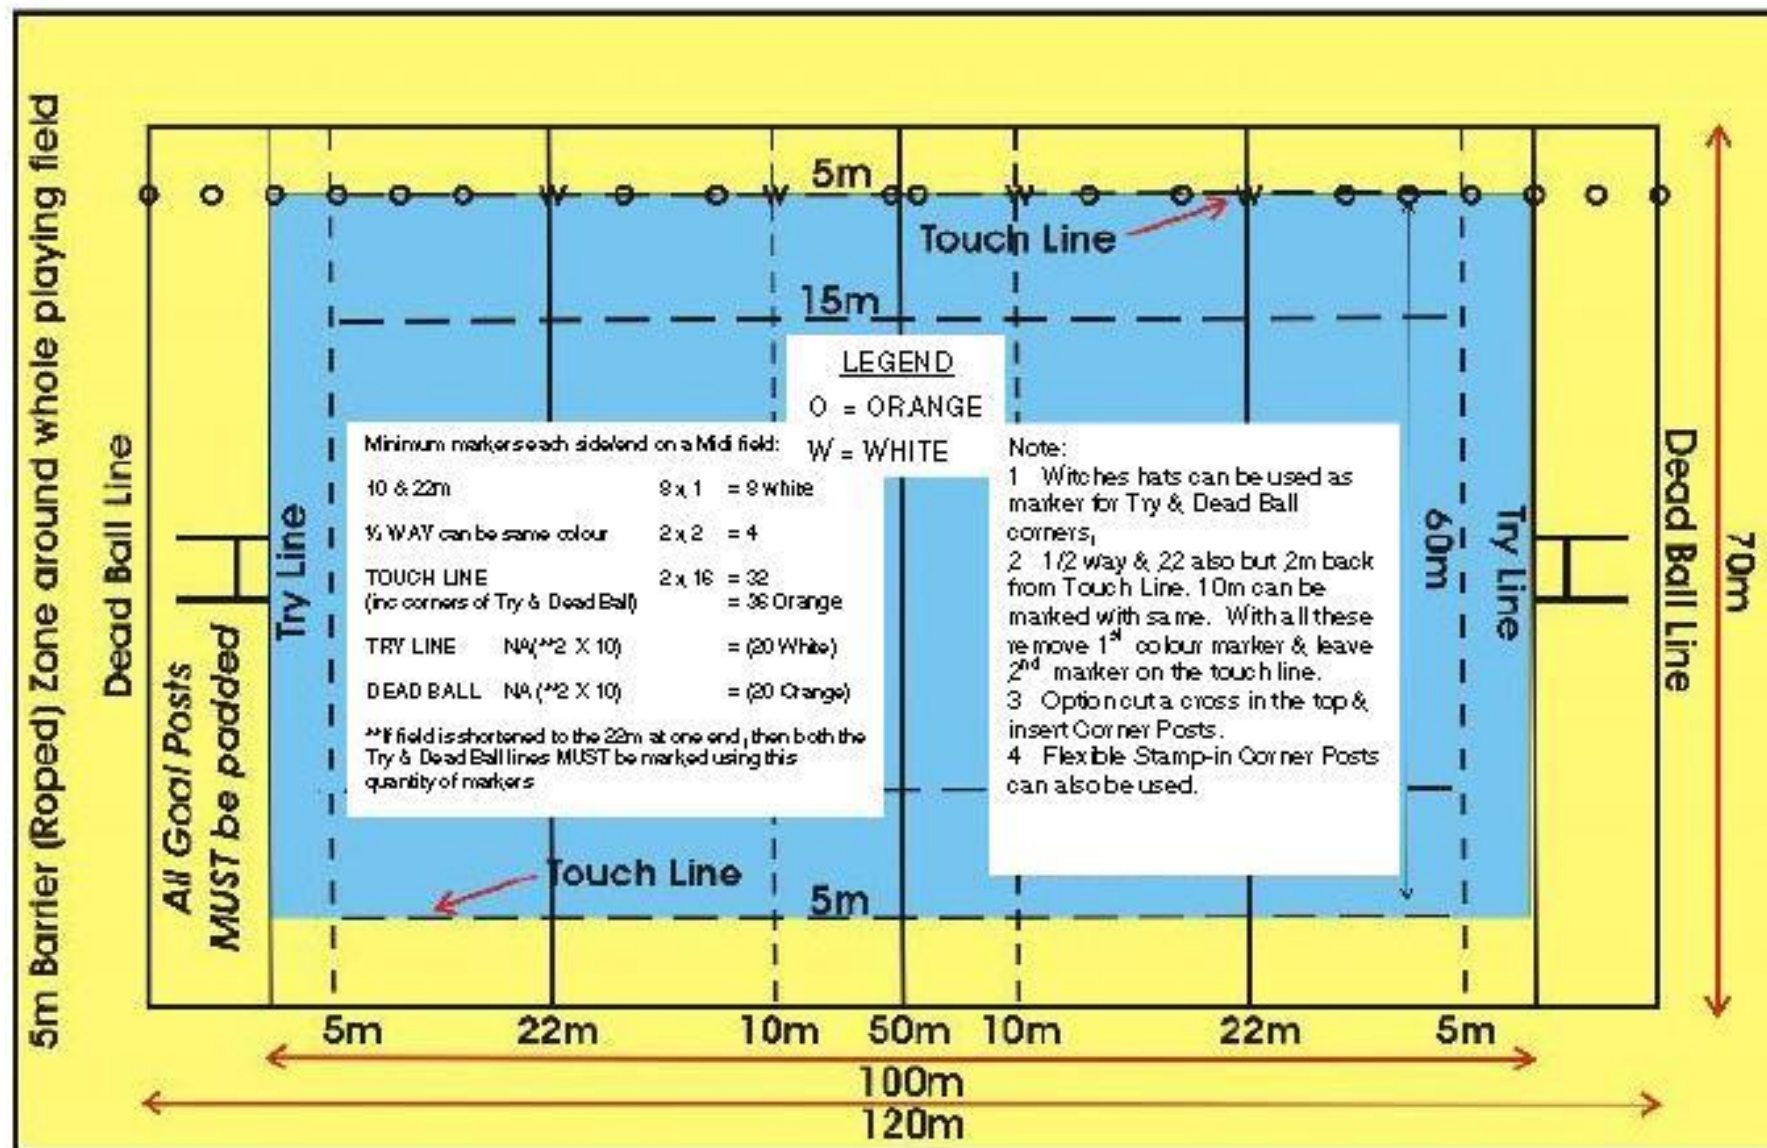 5m Barrier (Roped) Zone around whole playing field
Dead Ball Line
All Goal Posts
MUST be padded
Try Line
O O O O O O W O O W 5m O O W O O W O O O O O O
Touch Line
15m
LEGEND
O = ORANGE
W = WHITE
Minimum markers each side/end on a Midi field:
10 & 22m 8 x 1 = 8 White
½ WAY can be same colour 2 x 2 = 4
TOUCH LINE 2 x 16 = 32
(inc corners of Try & Dead Ball) = 36 Orange
TRY LINE NA(**2 X 10) = (20 White)
DEAD BALL NA (**2 X 10) = (20 Orange)
**If field is shortened to the 22m at one end, then both the
Try & Dead Ball lines MUST be marked using this
quantity of markers
Note:
1 Witches hats can be used as
marker for Try & Dead Ball
corners,
2 1/2 way & 22 also but 2m back
from Touch Line. 10m can be
marked with same. With all these
remove 1st colour marker & leave
2nd marker on the touch line.
3 Option cut a cross in the top &
insert Corner Posts.
4 Flexible Stamp-in Corner Posts
can also be used.
60m
Try Line
Dead Ball Line
70m
Touch Line
5m
5m 22m 10m 50m 10m 22m 5m
100m
120m